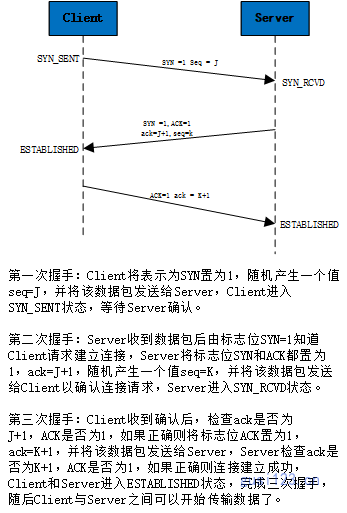 Client
Server
SYN_SENT
SYN =1 Seq = J
SYN_RCVD
SYN =1,ACK=1
ack=J+1,seq=k
ESTABLISHED
ACK=1 ack = K+1
ESTABLISHED
第一次握手：Client将表示为SYN置为1，随机产生一个值
seq=J，并将该数据包发送给Server，Client进入
SYN_SENT状态，等待Server确认。
第二次握手：Server收到数据包后由标志位SYN=1知道
Client请求建立连接，Server将标志位SYN和ACK都置为
1，ack=J+1，随机产生一个值seq=K，并将该数据包发送
给Client以确认连接请求，Server进入SYN_RCVD状态。
第三次握手：Client收到确认后，检查ack是否为
J+1，ACK是否为1，如果正确则将标志位ACK置为1，
ack=K+1，并将该数据包发送给Server，Server检查ack是
否为K+1，ACK是否为1，如果正确则连接建立成功，
Client和Server进入ESTABLISHED状态，完成三次握手，
随后Client与Server之间可以开始传输数据了。